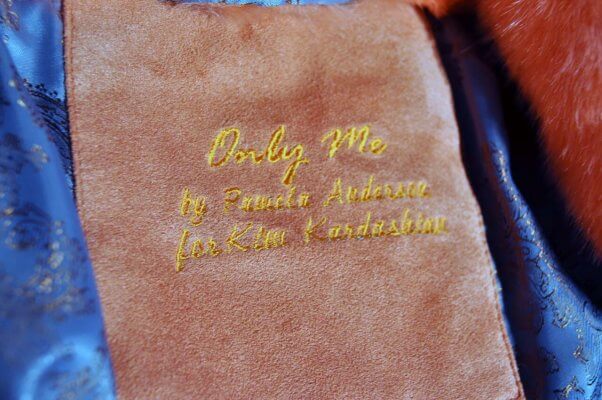 Only Me
by Pamela Anderson
for Kim Kardashian